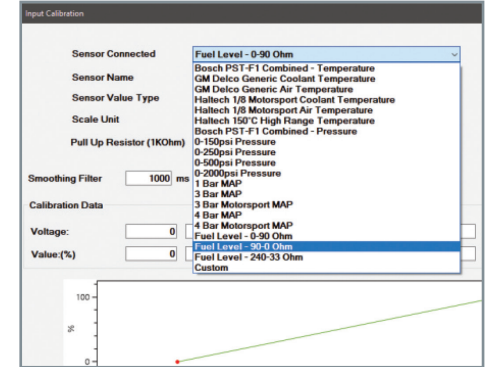 Input Calibration
Sensor Connected Fuel Level - 0-90 Ohm
Bosch PST-F1 Combined - Temperature
Sensor Name GM Delco Generic Coolant Temperature
GM Delco Generic Air Temperature
Sensor Value Type Haltech 1/8 Motorsport Coolant Temperature
Haltech 1/8 Motorsport Air Temperature
Scale Unit Haltech 150°C High Range Temperature
Bosch PST-F1 Combined - Pressure
Pull Up Resistor (1KOhm) 0-150psi Pressure
0-250psi Pressure
0-500psi Pressure
0-2000psi Pressure
Smoothing Filter 1000 ms 1 Bar MAP
3 Bar MAP
3 Bar Motorsport MAP
Calibration Data 4 Bar MAP
4 Bar Motorsport MAP
Voltage: 0 Fuel Level - 0-90 Ohm
Fuel Level - 90-0 Ohm
Value:(%) 0 Fuel Level - 240-33 Ohm
Custom
100
%
0